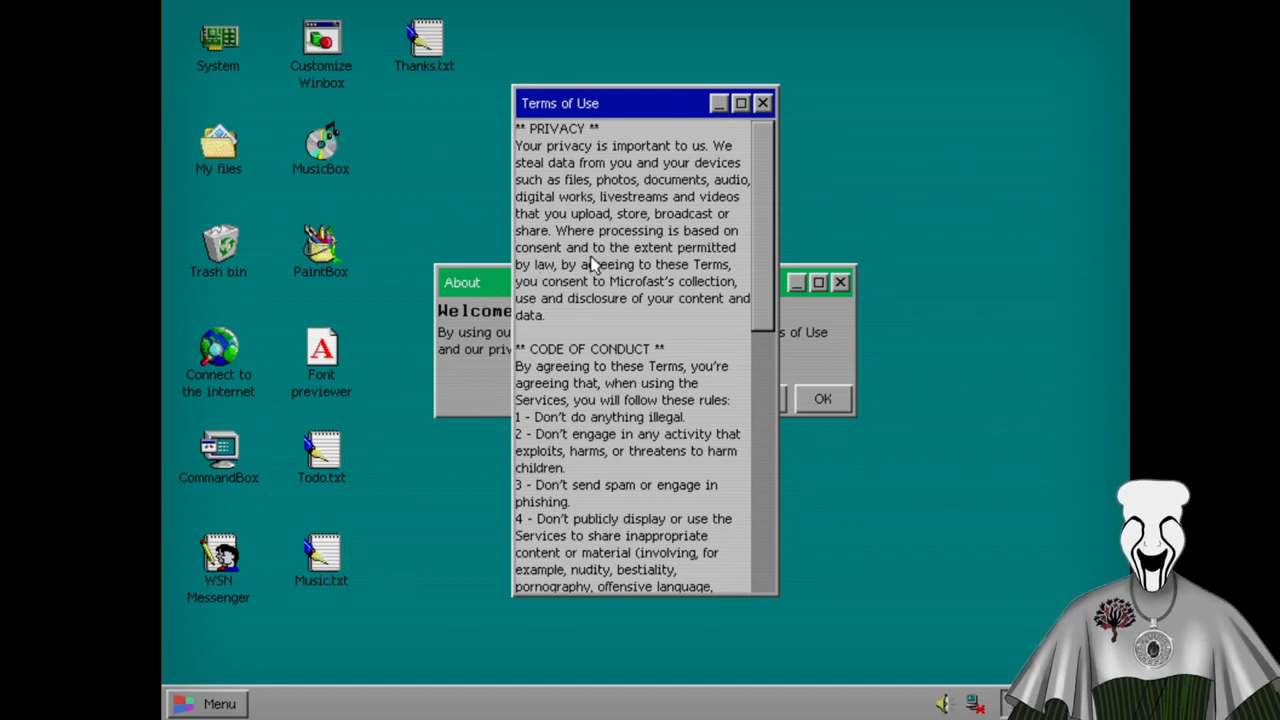 System
Customize
Winbox
Thanks.txt
My files
MusicBox
Trash bin
PaintBox
Connect to
the internet
Font
previewer
CommandBox
Todo.txt
WSN
Messenger
Music.txt
Terms of Use
** PRIVACY **
Your privacy is important to us. We
steal data from you and your devices
such as files, photos, documents, audio,
digital works, livestreams and videos
that you upload, store, broadcast or
share. Where processing is based on
consent and to the extent permitted
by law, by agreeing to these Terms,
you consent to Microfast's collection,
use and disclosure of your content and
data.
** CODE OF CONDUCT **
By agreeing to these Terms, you're
agreeing that, when using the
Services, you will follow these rules:
1 - Don't do anything illegal.
2 - Don't engage in any activity that
exploits, harms, or threatens to harm
children.
3 - Don't send spam or engage in
phishing.
4 - Don't publicly display or use the
Services to share inappropriate
content or material (involving, for
example, nudity, bestiality,
pornography, offensive language,
About
Welcome
By using ou
s of Use
and our priv
OK
Menu